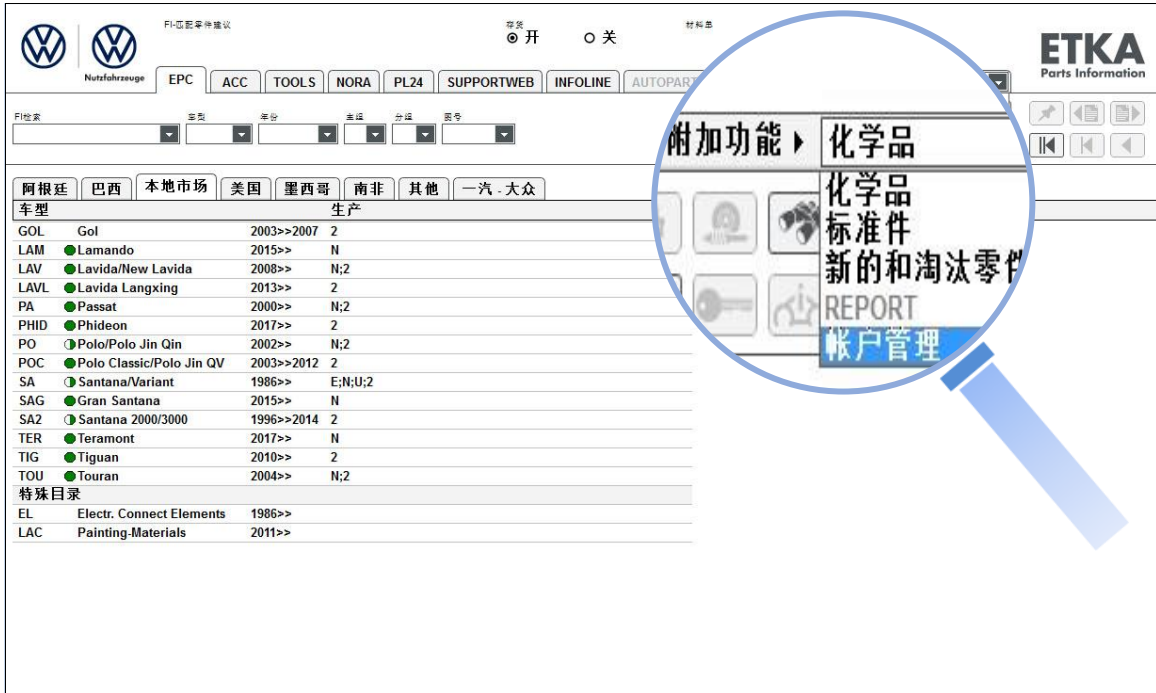 FI-匹配零件建议
存货
材料单
开 关
Nutzfahrzeuge
EPC ACC TOOLS NORA PL24 SUPPORTWEB INFOLINE AUTOPART
ETKA
Parts Information
FI检索 车型 年份 主组 分组 图号
附加功能 化学品
化学品
标准件
新的和淘汰零件
REPORT
帐户管理
阿根廷 巴西 本地市场 美国 墨西哥 南非 其他 一汽-大众
车型 生产
GOL Gol 2003>>2007 2
LAM Lamando 2015>> N
LAV Lavida/New Lavida 2008>> N;2
LAVL Lavida Langxing 2013>> 2
PA Passat 2000>> N;2
PHID Phideon 2017>> 2
PO Polo/Polo Jin Qin 2002>> N;2
POC Polo Classic/Polo Jin QV 2003>>2012 2
SA Santana/Variant 1986>> E;N;U;2
SAG Gran Santana 2015>> N
SA2 Santana 2000/3000 1996>>2014 2
TER Teramont 2017>> N
TIG Tiguan 2010>> 2
TOU Touran 2004>> N;2
特殊目录
EL Electr. Connect Elements 1986>>
LAC Painting-Materials 2011>>